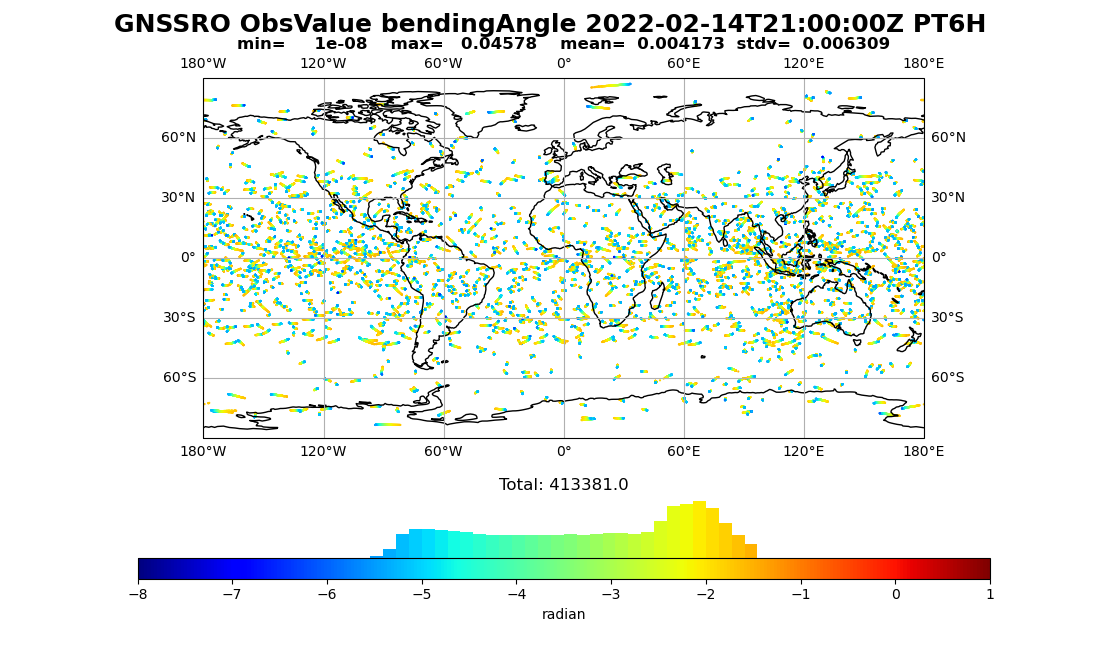 GNSSRO ObsValue bendingAngle 2022-02-14T21:00:00Z PT6H
min= 1e-08 max= 0.04578 mean= 0.004173 stdv= 0.006309
180°W 120°W 60°W 0° 60°E 120°E 180°E
60°N 60°N
30°N 30°N
0° 0°
30°S 30°S
60°S 60°S
180°W 120°W 60°W 0° 60°E 120°E 180°E
Total: 413381.0
−8 −7 −6 −5 −4 −3 −2 −1 0 1
radian